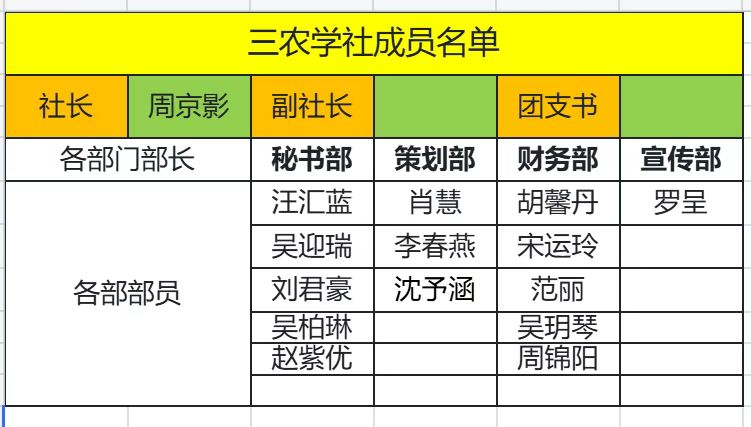 三农学社成员名单
社长 周京影 副社长 团支书
各部门部长 秘书部 策划部 财务部 宣传部
各部部员 汪汇蓝 肖慧 胡馨丹 罗呈
吴迎瑞 李春燕 宋运玲
刘君豪 沈予涵 范丽
吴柏琳 吴玥琴
赵紫优 周锦阳